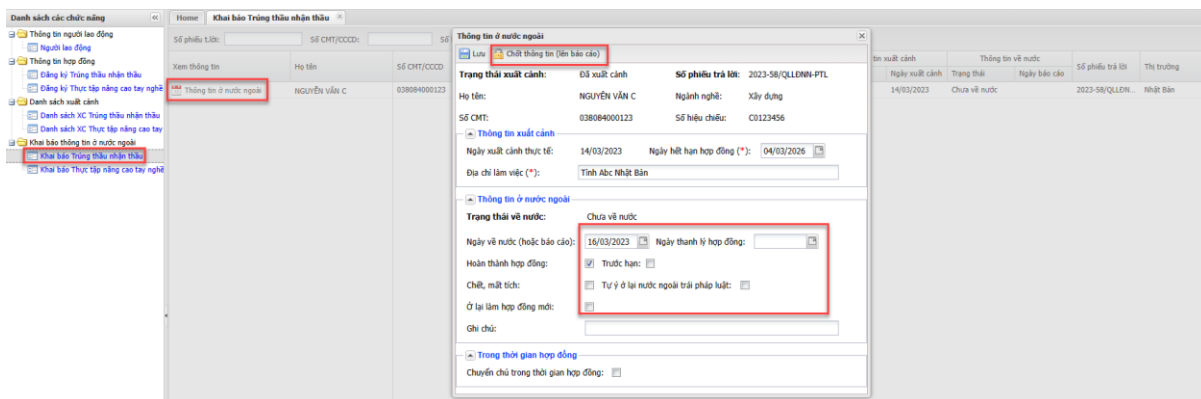 Danh sách các chức năng
Home
Khai báo Trúng thầu nhận thầu
Thông tin người lao động
Người lao động
Thông tin hợp đồng
Đăng ký Trúng thầu nhận thầu
Đăng ký Thực tập nâng cao tay nghề
Danh sách xuất cảnh
Danh sách XC Trúng thầu nhận thầu
Danh sách XC Thực tập nâng cao tay
Khai báo thông tin ở nước ngoài
Khai báo Trúng thầu nhận thầu
Khai báo Thực tập nâng cao tay nghề
Số phiếu t.lời: Số CMT/CCCD: Số
Xem thông tin Họ tên Số CMT/CCCD
Thông tin ở nước ngoài NGUYỄN VĂN C 038084000123
Thông tin ở nước ngoài
Lưu Chốt thông tin (lên báo cáo)
Trạng thái xuất cảnh: Đã xuất cảnh Số phiếu trả lời: 2023-58/QLLĐNN-PTL
Họ tên: NGUYỄN VĂN C Ngành nghề: Xây dựng
Số CMT: 038084000123 Số hiệu chiếu: C0123456
Thông tin xuất cảnh
Ngày xuất cảnh thực tế: 14/03/2023 Ngày hết hạn hợp đồng (*): 04/03/2026
Địa chỉ làm việc (*): Tỉnh Abc Nhật Bản
Thông tin ở nước ngoài
Trạng thái về nước: Chưa về nước
Ngày về nước (hoặc báo cáo): 16/03/2023 Ngày thanh lý hợp đồng:
Hoàn thành hợp đồng: Trước hạn:
Chết, mất tích: Tự ý ở lại nước ngoài trái pháp luật:
Ở lại làm hợp đồng mới:
Ghi chú:
Trong thời gian hợp đồng
Chuyển chủ trong thời gian hợp đồng:
tin xuất cảnh Thông tin về nước Số phiếu trả lời Thị trường
Ngày xuất cảnh Trạng thái Ngày báo cáo
14/03/2023 Chưa về nước 2023-58/QLLĐN... Nhật Bản